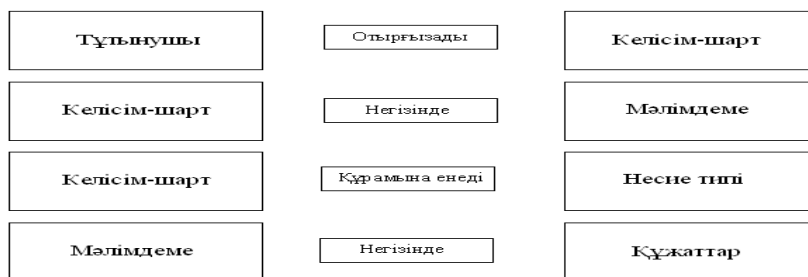 Тұтынушы Отырғызады Келісім-шарт
Келісім-шарт Негізінде Мәлімдеме
Келісім-шарт Құрамына енеді Несие типі
Мәлімдеме Негізінде Құжаттар